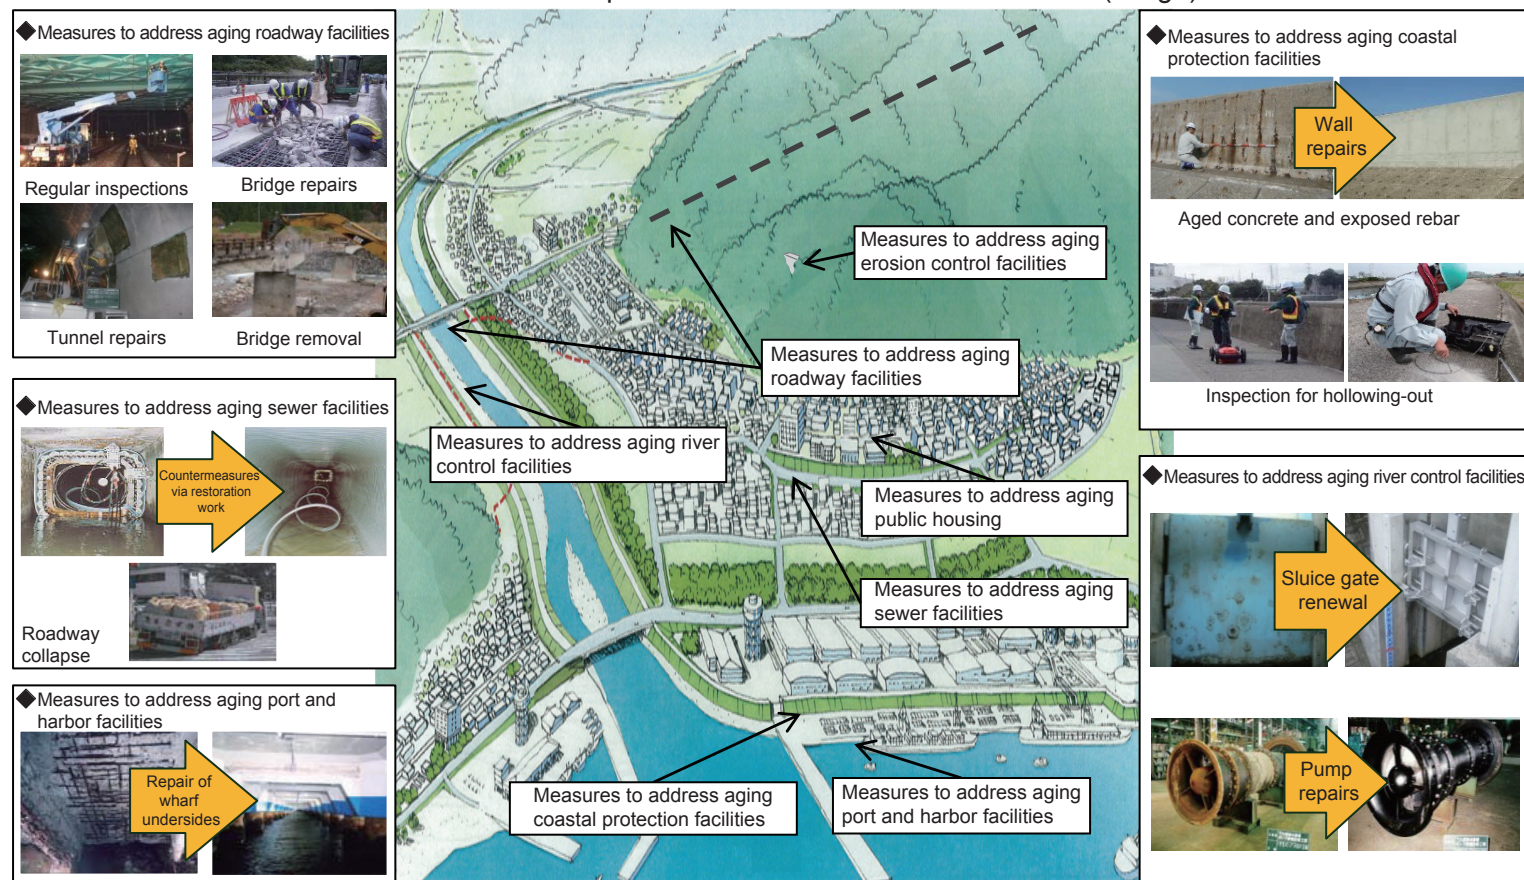 ◆Measures to address aging roadway facilities
Regular inspections
Bridge repairs
Tunnel repairs
Bridge removal
◆Measures to address aging sewer facilities
Countermeasures
via restoration
work
Roadway
collapse
◆Measures to address aging port and
harbor facilities
Repair of
wharf
undersides
Measures to address aging
erosion control facilities
Measures to address aging
roadway facilities
Measures to address aging river
control facilities
Measures to address aging
public housing
Measures to address aging
sewer facilities
Measures to address aging
coastal protection facilities
Measures to address aging
port and harbor facilities
◆Measures to address aging coastal
protection facilities
Wall
repairs
Aged concrete and exposed rebar
Inspection for hollowing-out
◆Measures to address aging river control facilities
Sluice gate
renewal
Pump
repairs